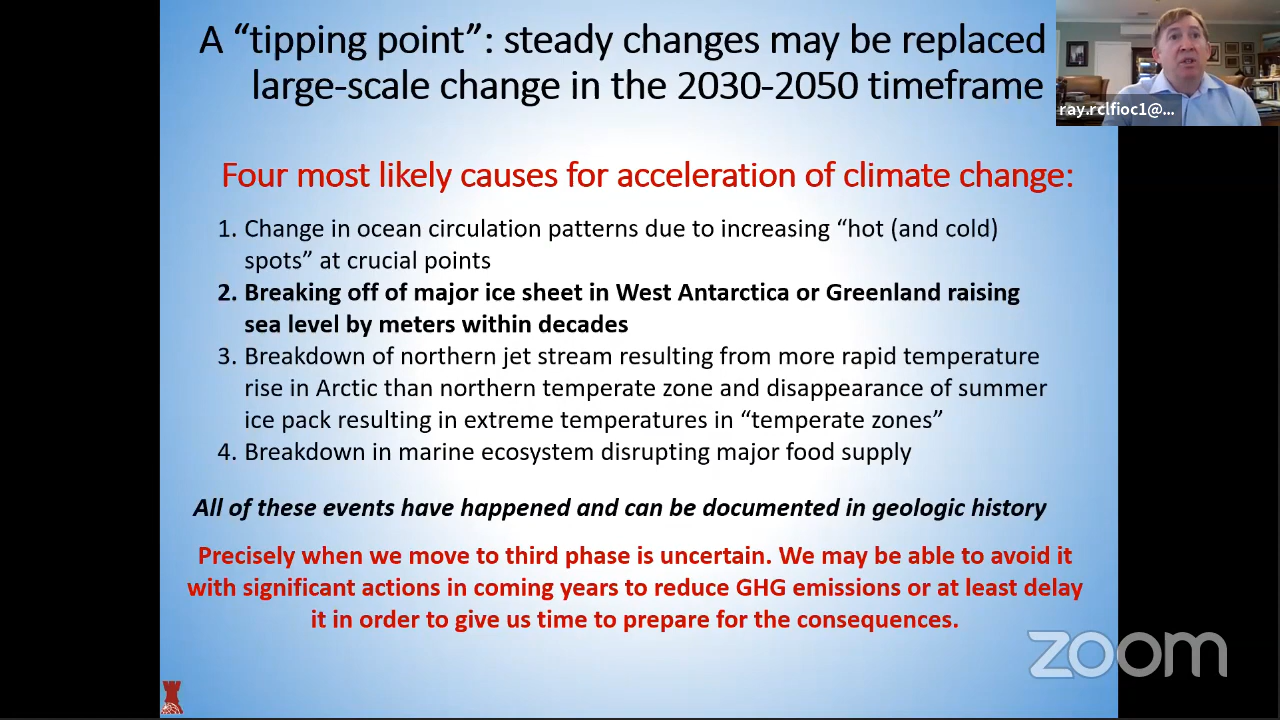 A “tipping point”: steady changes may be replaced
large-scale change in the 2030-2050 timeframe
ray.rclfioc1@...
Four most likely causes for acceleration of climate change:
1. Change in ocean circulation patterns due to increasing “hot (and cold)
spots” at crucial points
2. Breaking off of major ice sheet in West Antarctica or Greenland raising
sea level by meters within decades
3. Breakdown of northern jet stream resulting from more rapid temperature
rise in Arctic than northern temperate zone and disappearance of summer
ice pack resulting in extreme temperatures in “temperate zones”
4. Breakdown in marine ecosystem disrupting major food supply
All of these events have happened and can be documented in geologic history
Precisely when we move to third phase is uncertain. We may be able to avoid it
with significant actions in coming years to reduce GHG emissions or at least delay
it in order to give us time to prepare for the consequences.
zoom